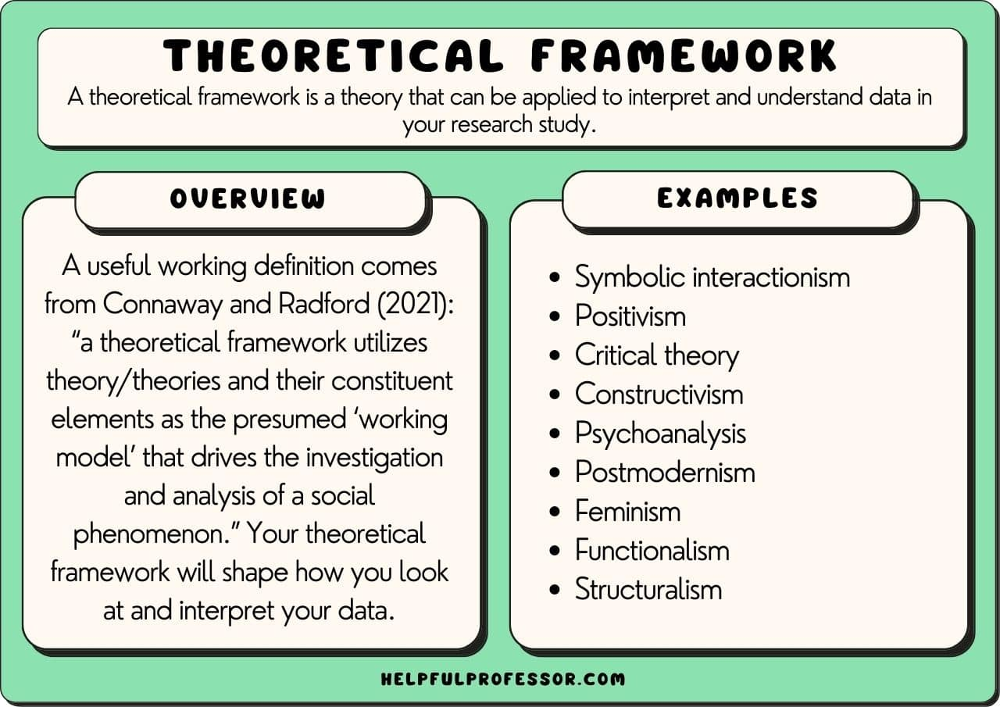 THEORETICAL FRAMEWORK
A theoretical framework is a theory that can be applied to interpret and understand data in
your research study.
OVERVIEW
A useful working definition comes
from Connaway and Radford (2021):
“a theoretical framework utilizes
theory/theories and their constituent
elements as the presumed ‘working
model’ that drives the investigation
and analysis of a social
phenomenon.” Your theoretical
framework will shape how you look
at and interpret your data.
EXAMPLES
• Symbolic interactionism
• Positivism
• Critical theory
• Constructivism
• Psychoanalysis
• Postmodernism
• Feminism
• Functionalism
• Structuralism
HELPFULPROFESSOR.COM